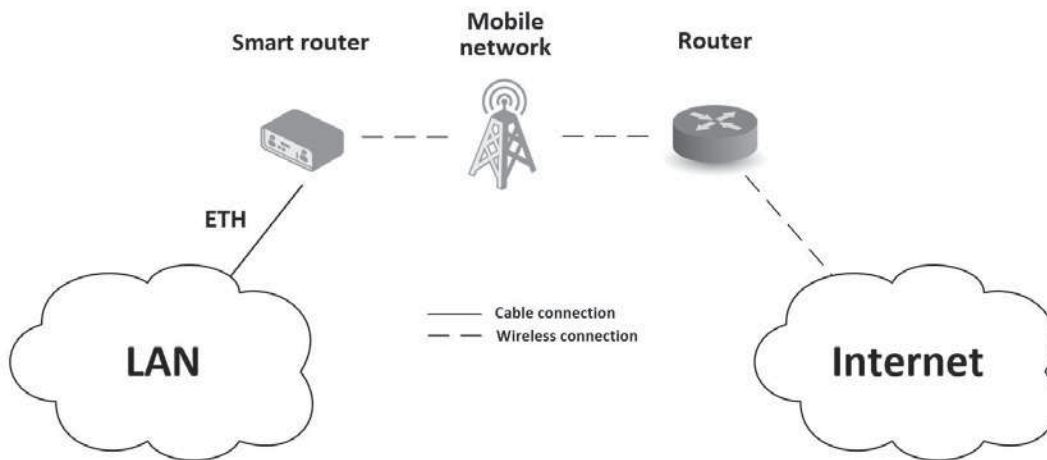 Smart router
Mobile
network
Router
ETH
LAN
Cable connection
Wireless connection
Internet